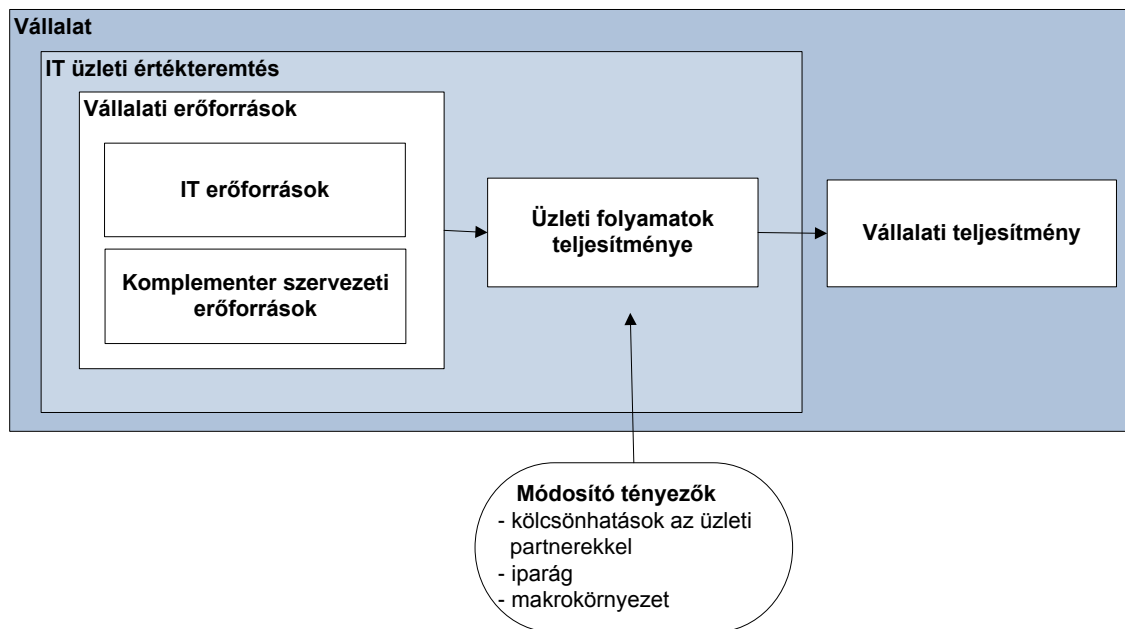 Vállalat
IT üzleti értékteremtés
Vállalati erőforrások
IT erőforrások
Komplementer szervezeti
erőforrások
Üzleti folyamatok
teljesítménye
Vállalati teljesítmény
Módosító tényezők
- kölcsönhatások az üzleti
partnerekkel
- iparág
- makrokörnyezet